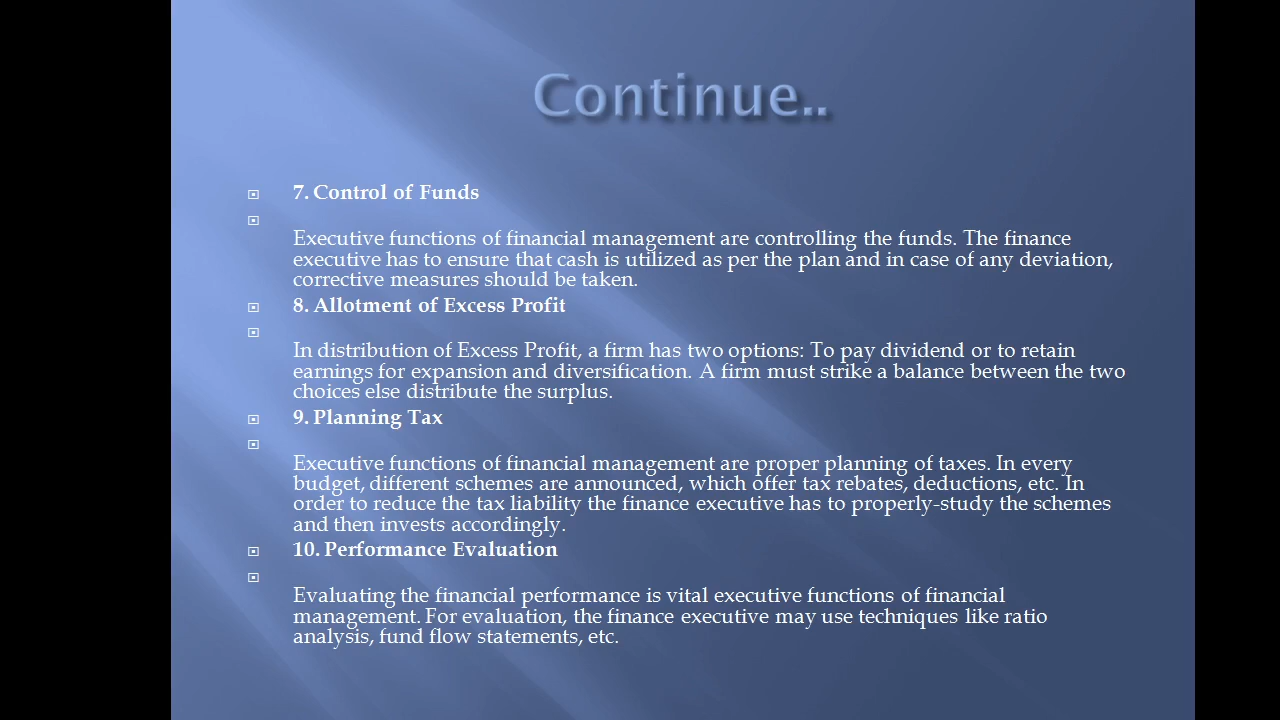 Continue..
7. Control of Funds
Executive functions of financial management are controlling the funds. The finance
executive has to ensure that cash is utilized as per the plan and in case of any deviation,
corrective measures should be taken.
8. Allotment of Excess Profit
In distribution of Excess Profit, a firm has two options: To pay dividend or to retain
earnings for expansion and diversification. A firm must strike a balance between the two
choices else distribute the surplus.
9. Planning Tax
Executive functions of financial management are proper planning of taxes. In every
budget, different schemes are announced, which offer tax rebates, deductions, etc. In
order to reduce the tax liability the finance executive has to properly-study the schemes
and then invests accordingly.
10. Performance Evaluation
Evaluating the financial performance is vital executive functions of financial
management. For evaluation, the finance executive may use techniques like ratio
analysis, fund flow statements, etc.